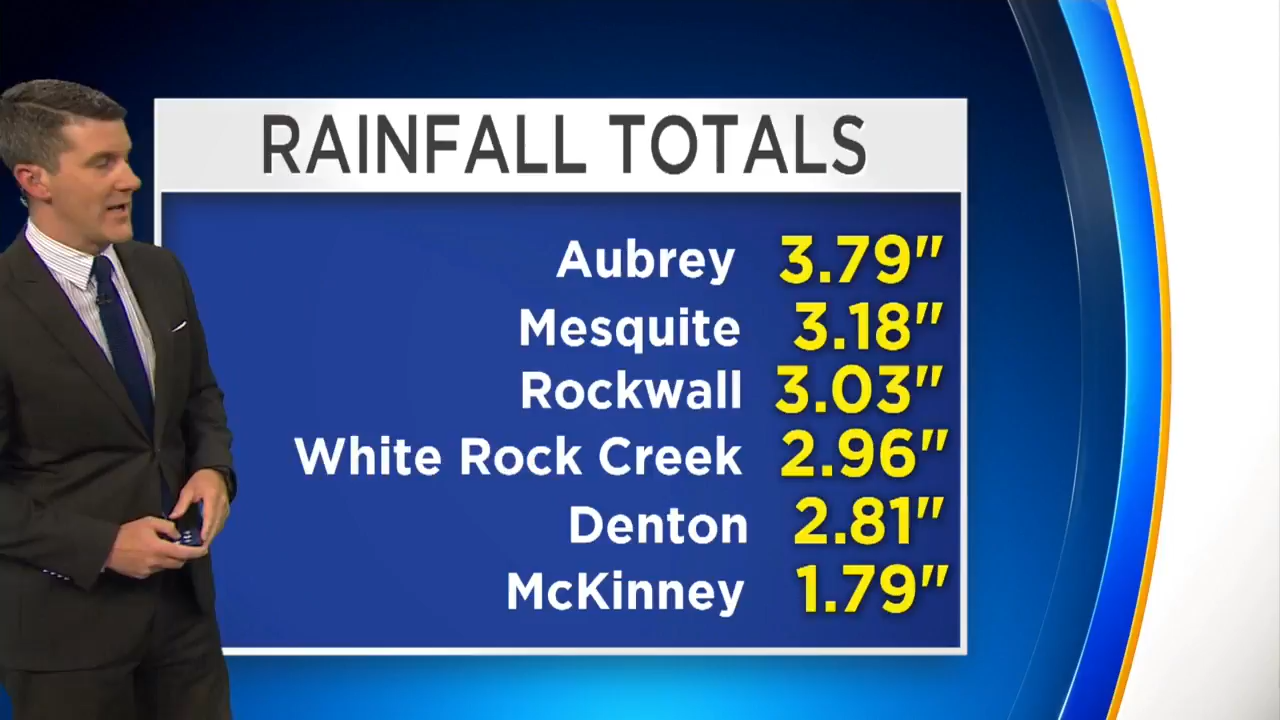 RAINFALL TOTALS
Aubrey 3.79"
Mesquite 3.18"
Rockwall 3.03"
White Rock Creek 2.96"
Denton 2.81"
McKinney 1.79"